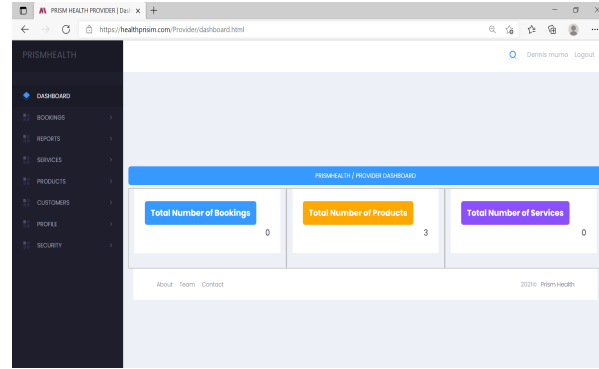 PRISM HEALTH PROVIDER | Das
https://healthprisim.com/Provider/dashboard.html
PRISMHEALTH
Dennis mumo Logout
DASHBOARD
BOOKINGS
REPORTS
SERVICES
PRODUCTS
CUSTOMERS
PROFILE
SECURITY
PRISMHEALTH / PROVIDER DASHBOARD
Total Number of Bookings
0
Total Number of Products
3
Total Number of Services
0
About Team Contact
2021© Prism Health